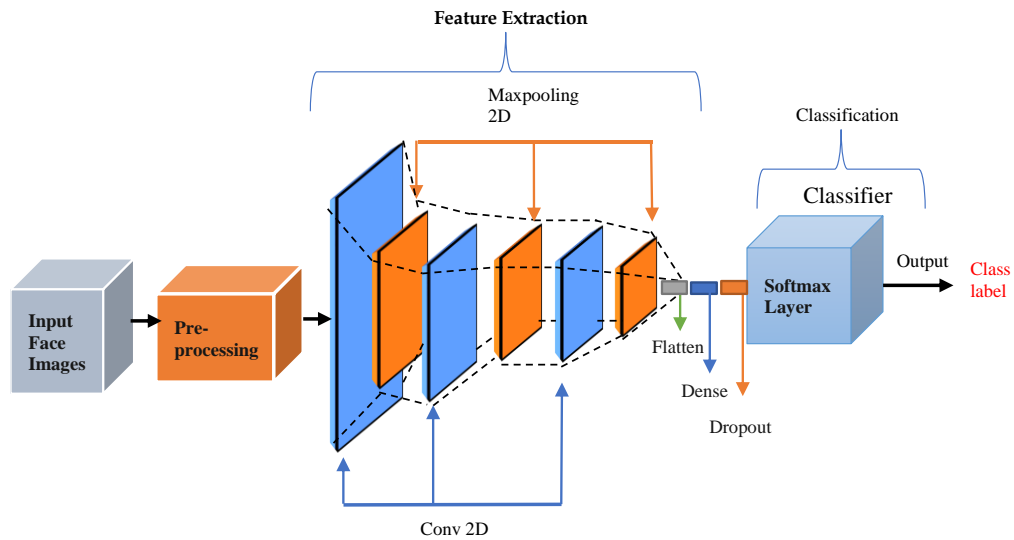 Feature Extraction
Maxpooling
2D
Classification
Classifier
Input
Face
Images
Pre-
processing
Softmax
Layer
Output
Class
label
Flatten
Dense
Dropout
Conv 2D